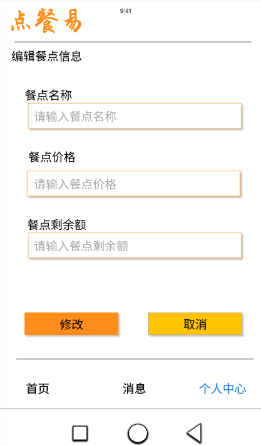 9:41
点餐易
编辑餐点信息
餐点名称
请输入餐点名称
餐点价格
请输入餐点价格
餐点剩余额
请输入餐点剩余额
修改 取消
首页 消息 个人中心